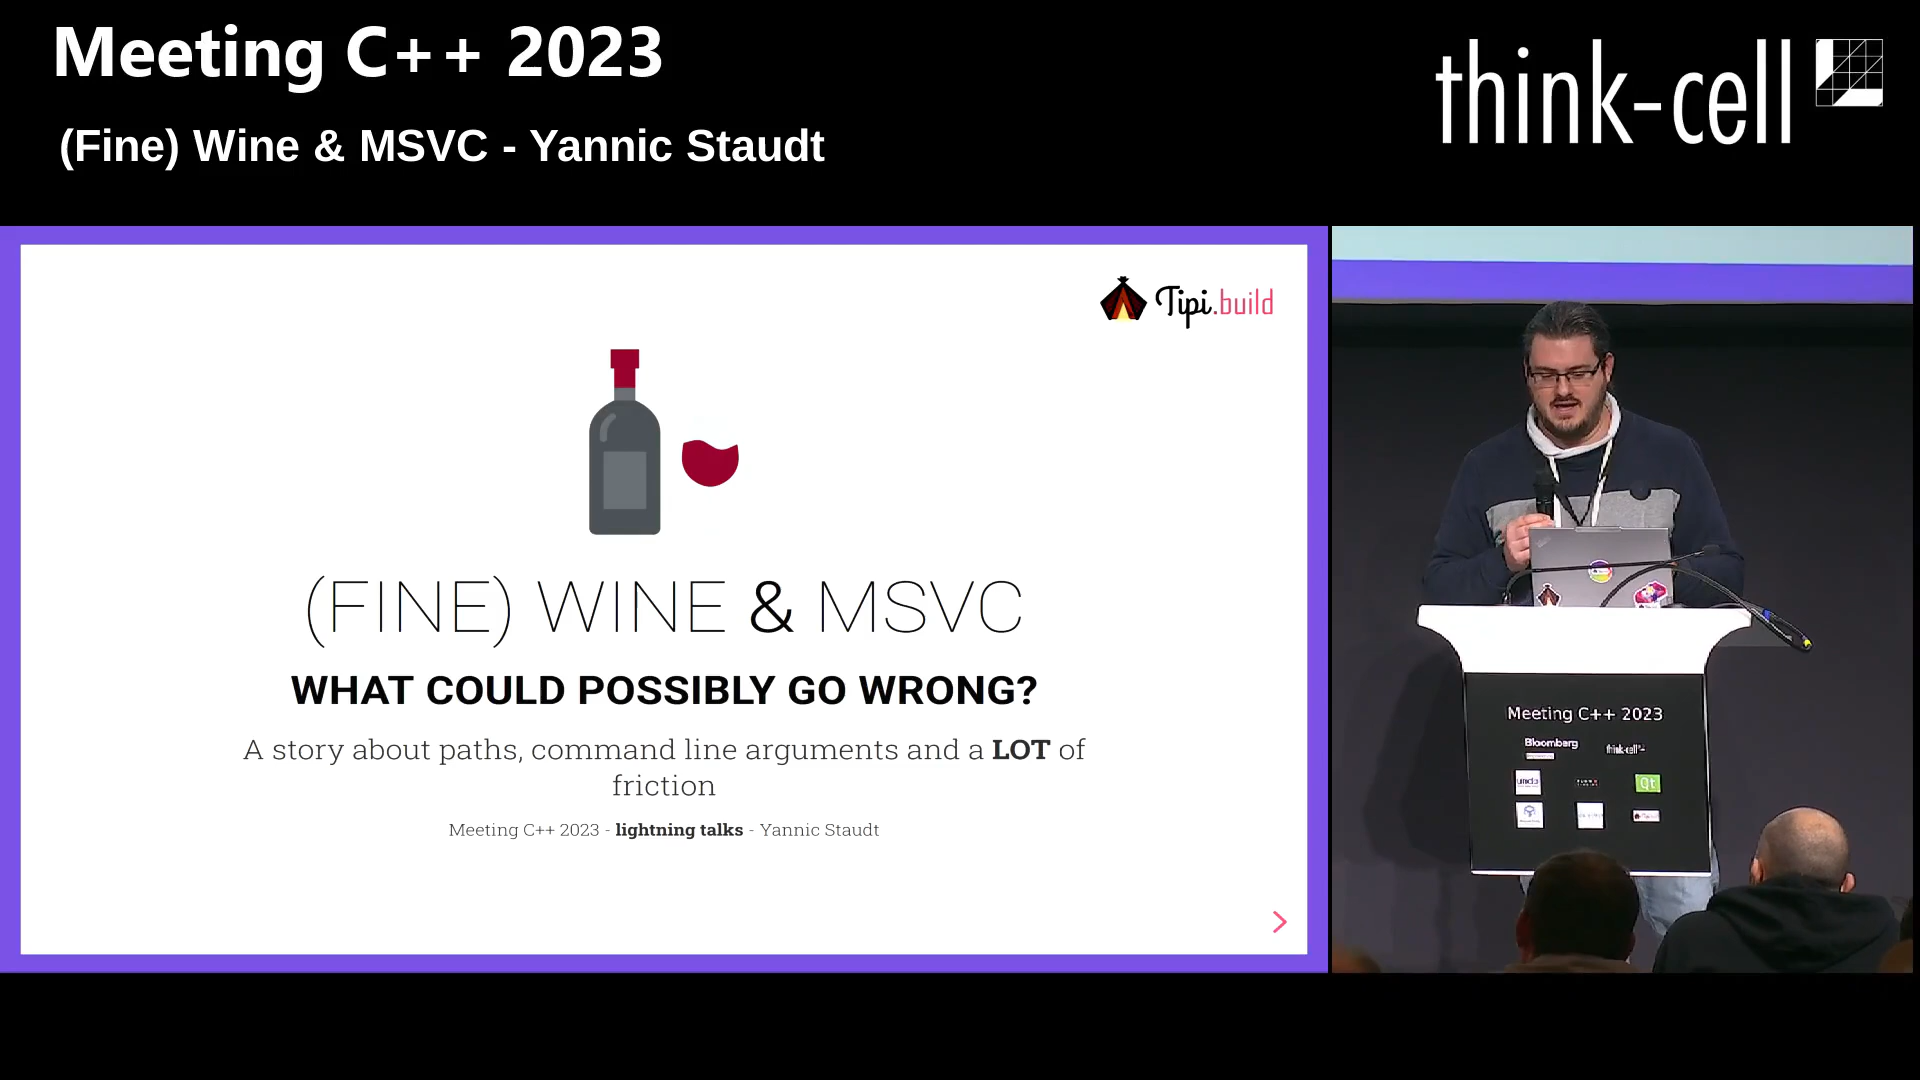 Meeting C++ 2023
(Fine) Wine & MSVC - Yannic Staudt
think-cell
Tipi.build
(FINE) WINE & MSVC
WHAT COULD POSSIBLY GO WRONG?
A story about paths, command line arguments and a LOT of
friction
Meeting C++ 2023 - lightning talks - Yannic Staudt
Meeting C++ 2023
Bloomberg
think-cell
Qt